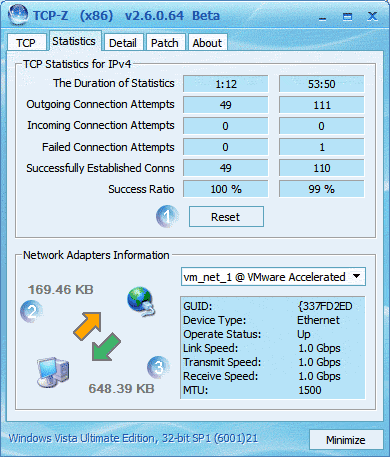 TCP-Z (x86) v2.6.0.64 Beta
TCP Statistics Detail Patch About
TCP Statistics for IPv4
The Duration of Statistics 1:12 53:50
Outgoing Connection Attempts 49 111
Incoming Connection Attempts 0 0
Failed Connection Attempts 0 1
Successfully Established Conns 49 110
Success Ratio 100 % 99 %
1 Reset
Network Adapters Information
vm_net_1 @ VMware Accelerated
169.46 KB
2
GUID: {337FD2ED
Device Type: Ethernet
Operate Status: Up
Link Speed: 1.0 Gbps
Transmit Speed: 1.0 Gbps
Receive Speed: 1.0 Gbps
MTU: 1500
3
648.39 KB
Windows Vista Ultimate Edition, 32-bit SP1 (6001)21
Minimize